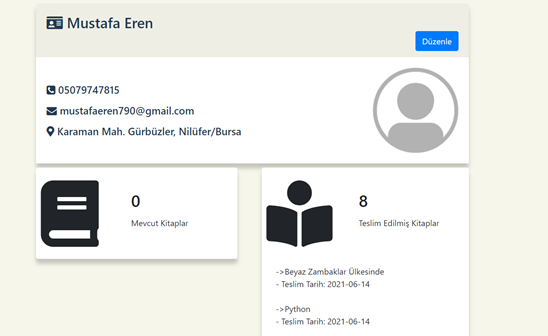 Mustafa Eren
Düzenle
05079747815
mustafaeren790@gmail.com
Karaman Mah. Gürbüzler, Nilüfer/Bursa
0
Mevcut Kitaplar
8
Teslim Edilmiş Kitaplar
->Beyaz Zambaklar Ülkesinde
- Teslim Tarih: 2021-06-14
->Python
- Teslim Tarih: 2021-06-14